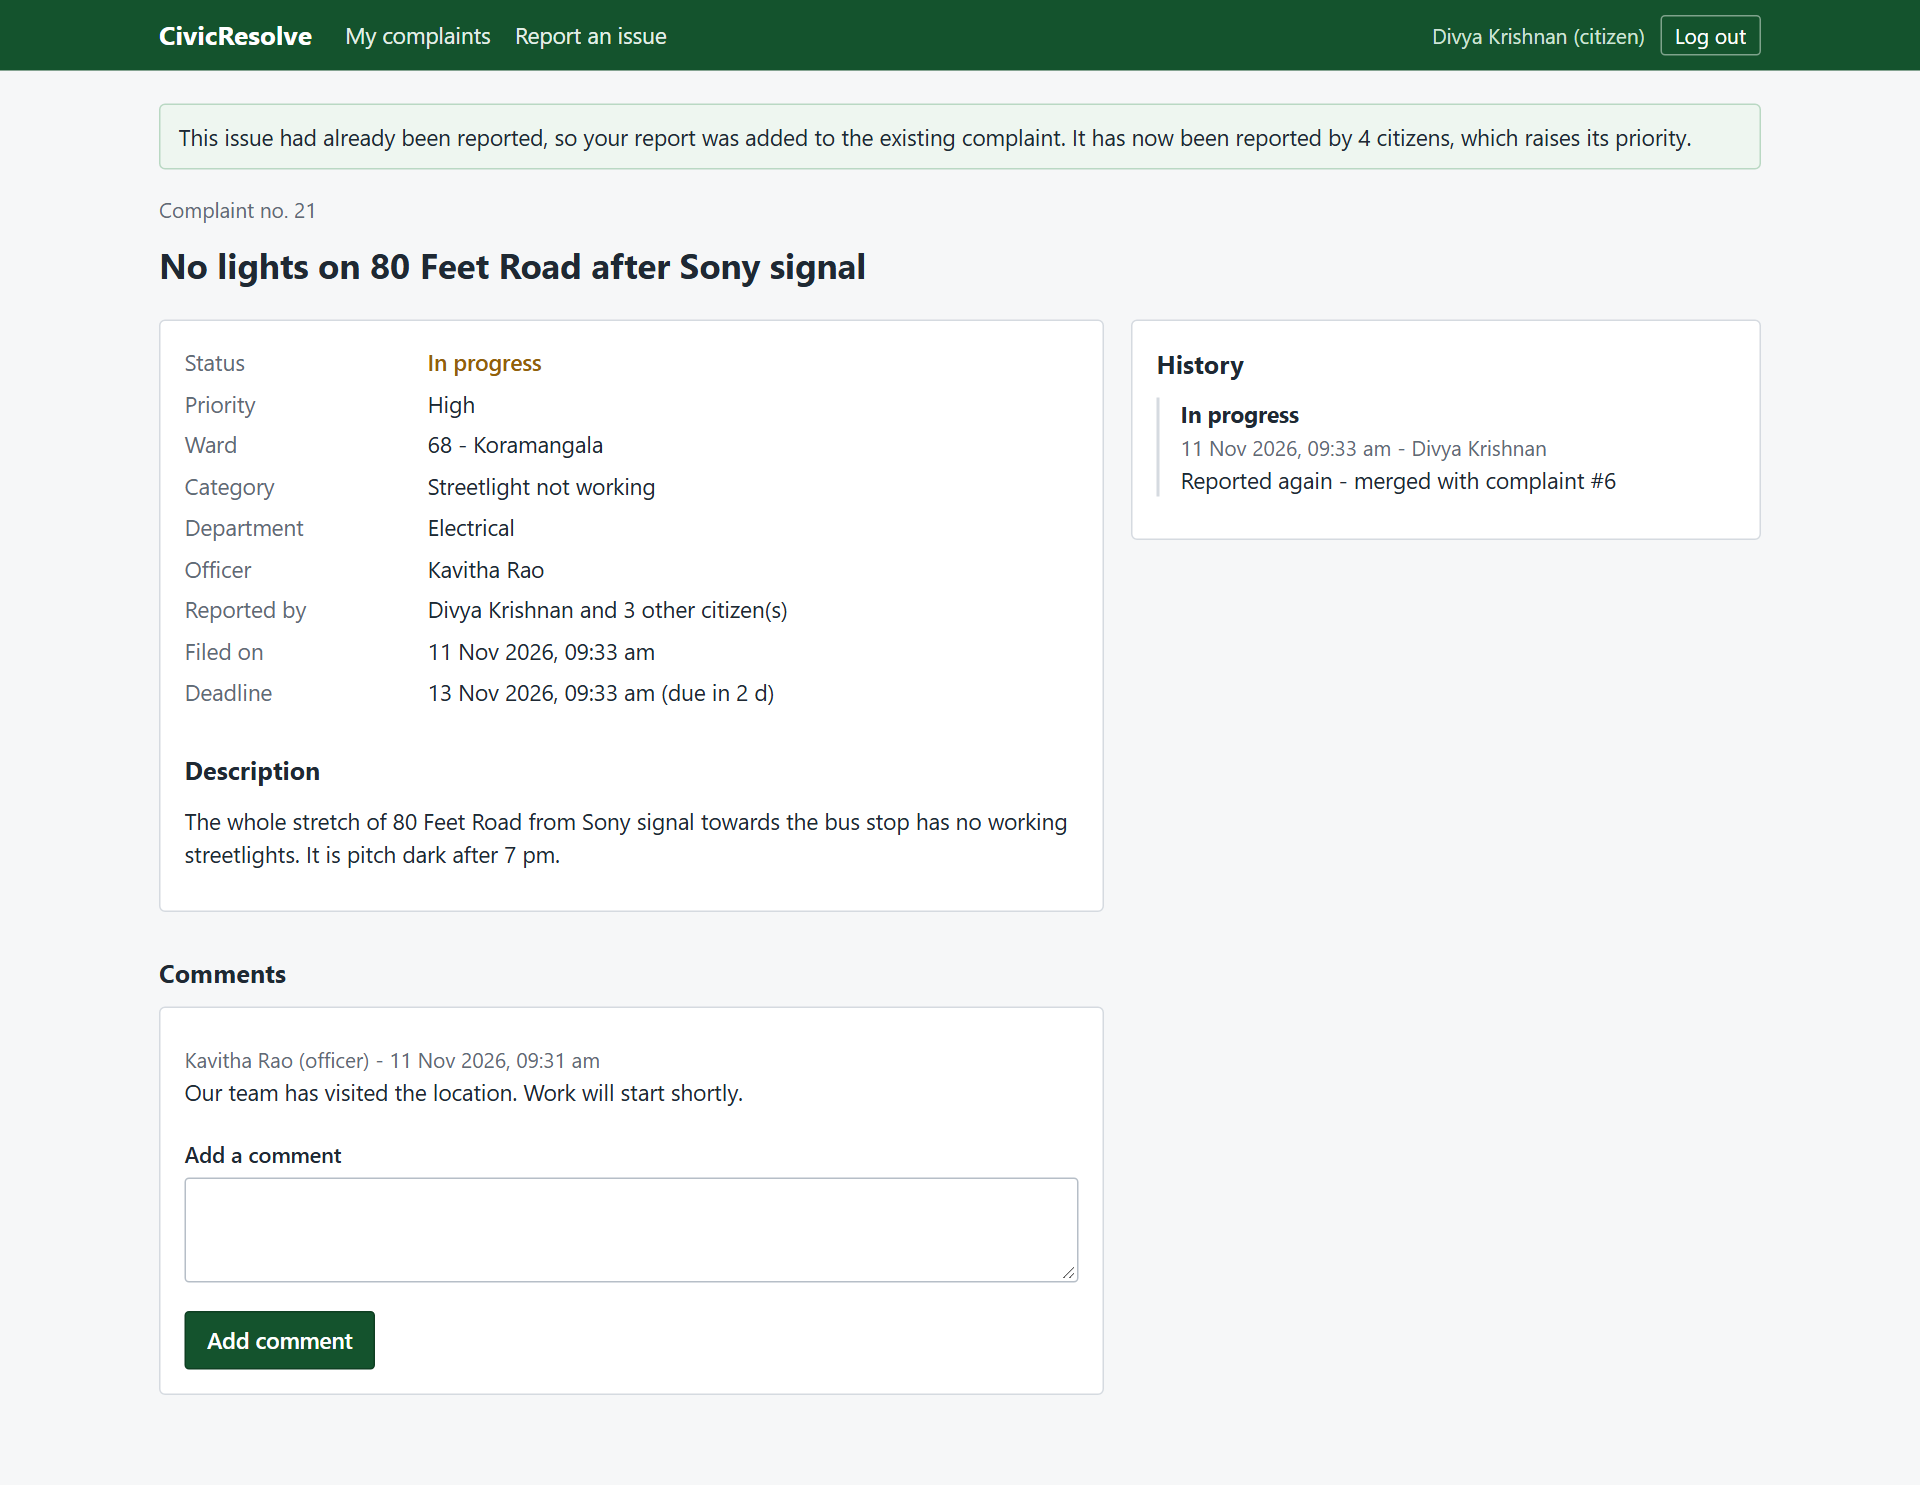 CivicResolve My complaints Report an issue Divya Krishnan (citizen) Log out
This issue had already been reported, so your report was added to the existing complaint. It has now been reported by 4 citizens, which raises its priority.
Complaint no. 21
No lights on 80 Feet Road after Sony signal
Status In progress
Priority High
Ward 68 - Koramangala
Category Streetlight not working
Department Electrical
Officer Kavitha Rao
Reported by Divya Krishnan and 3 other citizen(s)
Filed on 11 Nov 2026, 09:33 am
Deadline 13 Nov 2026, 09:33 am (due in 2 d)
Description
The whole stretch of 80 Feet Road from Sony signal towards the bus stop has no working
streetlights. It is pitch dark after 7 pm.
History
In progress
11 Nov 2026, 09:33 am - Divya Krishnan
Reported again - merged with complaint #6
Comments
Kavitha Rao (officer) - 11 Nov 2026, 09:31 am
Our team has visited the location. Work will start shortly.
Add a comment
Add comment